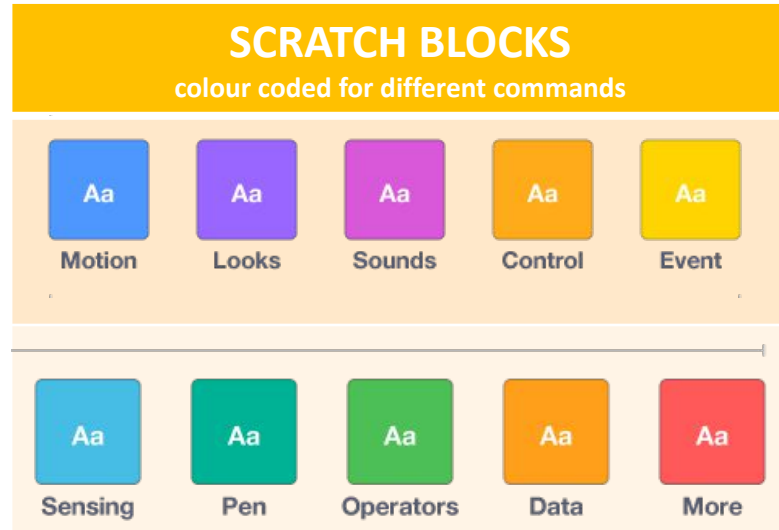 SCRATCH BLOCKS
colour coded for different commands
Aa Aa Aa Aa Aa
Motion Looks Sounds Control Event
Aa Aa Aa Aa Aa
Sensing Pen Operators Data More